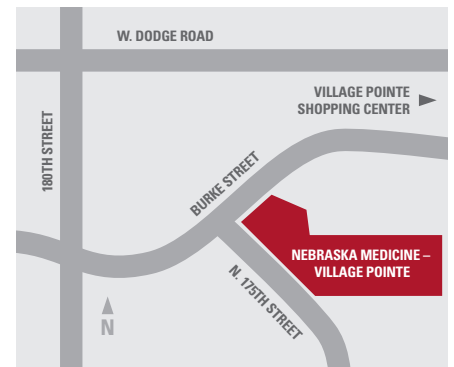 W. DODGE ROAD
VILLAGE POINTE
SHOPPING CENTER
180TH STREET
BURKE STREET
NEBRASKA MEDICINE –
VILLAGE POINTE
N. 175TH STREET
N